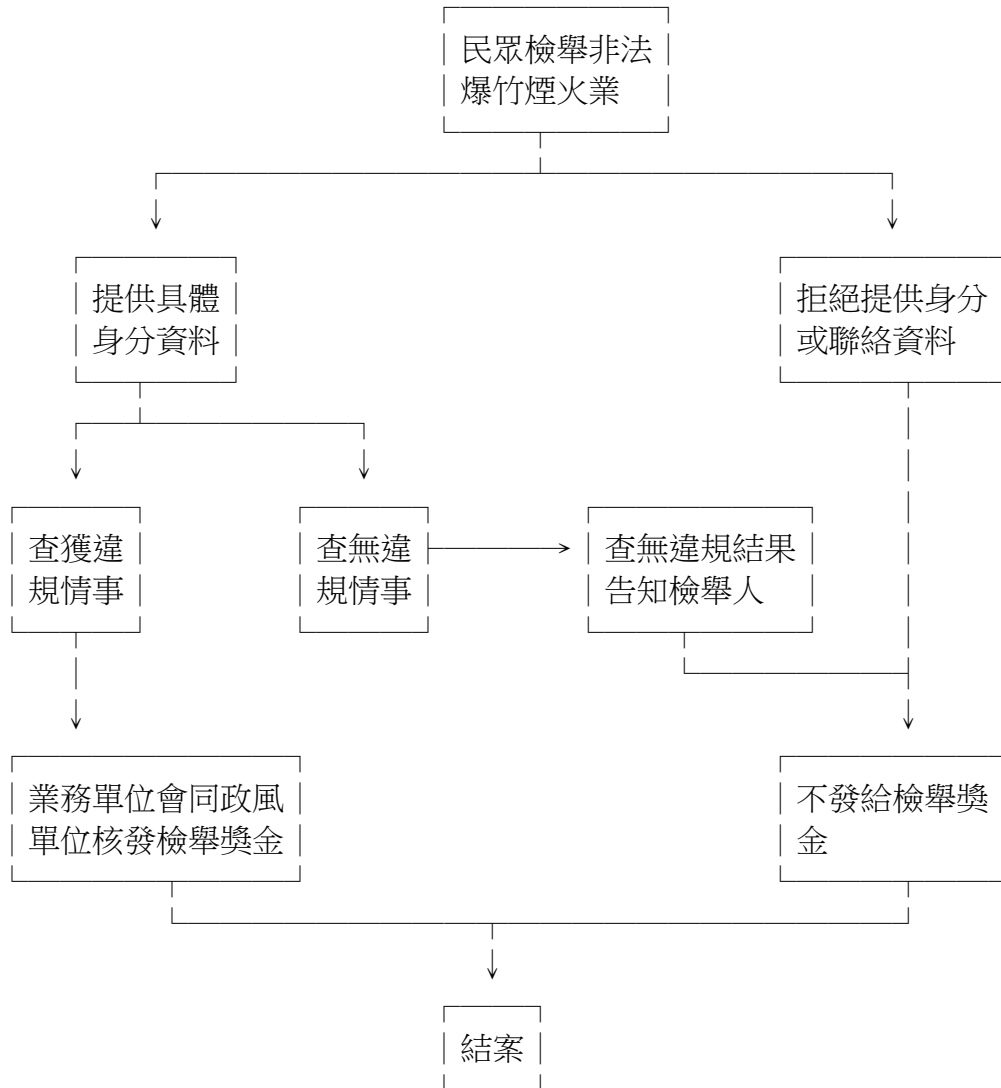 民眾檢舉非法
爆竹煙火業
提供具體
身分資料
拒絕提供身分
或聯絡資料
查獲違
規情事
查無違
規情事
查無違規結果
告知檢舉人
業務單位會同政風
單位核發檢舉獎金
不發給檢舉獎
金
結案